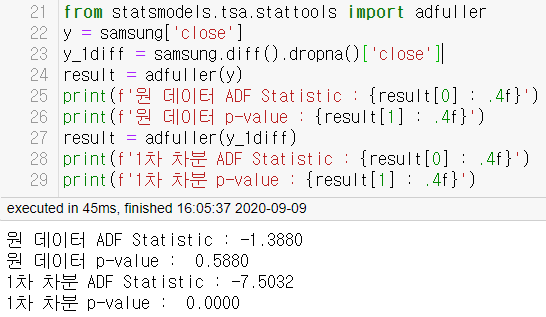 21 from statsmodels.tsa.stattools import adfuller
22 y = samsung['close']
23 y_1diff = samsung.diff().dropna()['close']
24 result = adfuller(y)
25 print(f'원 데이터 ADF Statistic : {result[0] : .4f}')
26 print(f'원 데이터 p-value : {result[1] : .4f}')
27 result = adfuller(y_1diff)
28 print(f'1차 차분 ADF Statistic : {result[0] : .4f}')
29 print(f'1차 차분 p-value : {result[1] : .4f}')
executed in 45ms, finished 16:05:37 2020-09-09
원 데이터 ADF Statistic : -1.3880
원 데이터 p-value :  0.5880
1차 차분 ADF Statistic : -7.5032
1차 차분 p-value :  0.0000